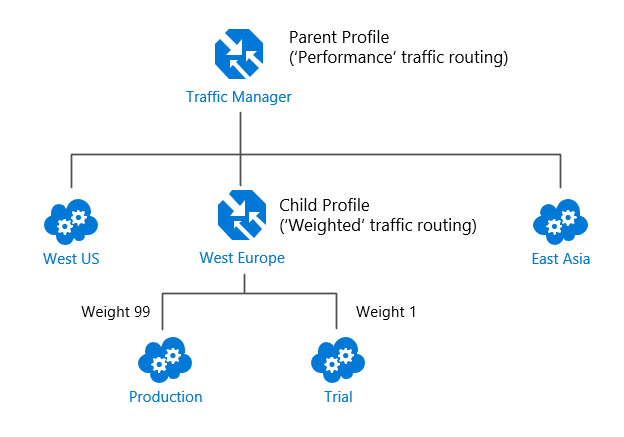 Parent Profile
(‘Performance’ traffic routing)
Traffic Manager
Child Profile
(‘Weighted’ traffic routing)
West US
West Europe
East Asia
Weight 99
Weight 1
Production
Trial